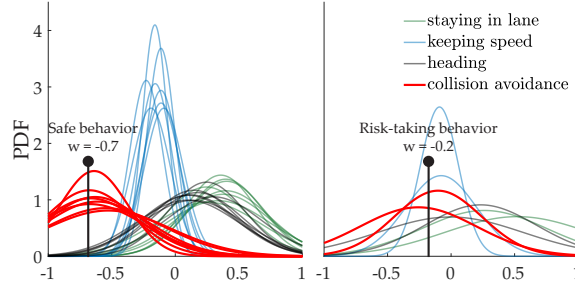 4
3
2
1
0
PDF
Safe behavior
w = -0.7
-1
-0.5
0
0.5
1
staying in lane
keeping speed
heading
collision avoidance
Risk-taking behavior
w = -0.2
-1
-0.5
0
0.5
1